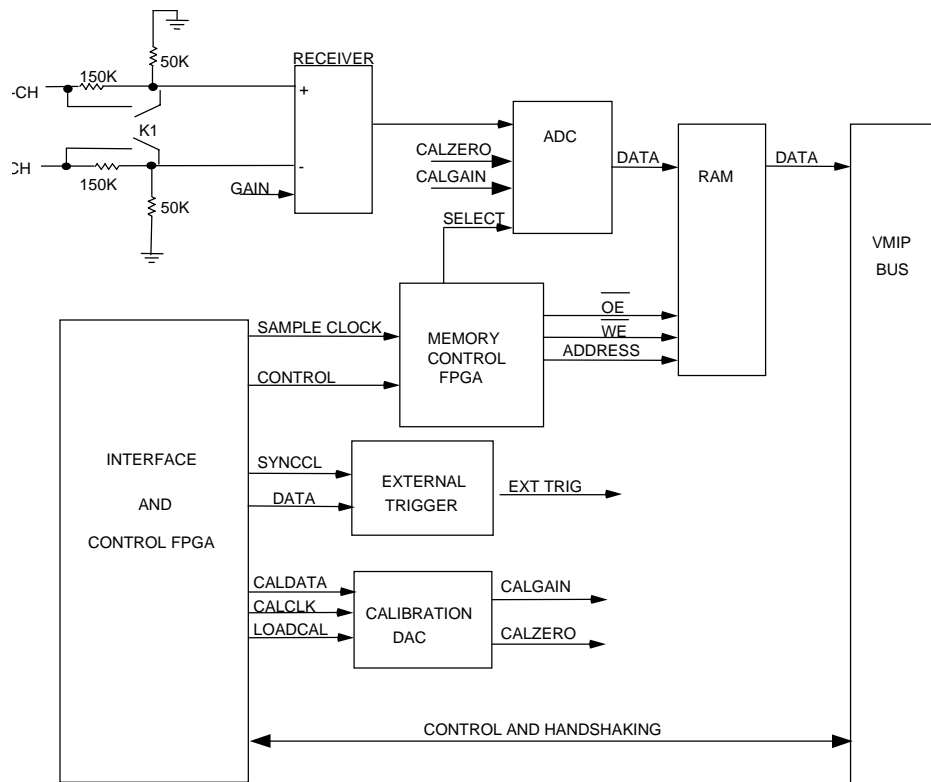 50K
RECEIVER
150K
-CH
+
K1
ADC
CALZERO
DATA
DATA
CH
-
CALGAIN
RAM
150K
GAIN
50K
SELECT
VMIP
BUS
OE
SAMPLE CLOCK
MEMORY
CONTROL
FPGA
WE
ADDRESS
CONTROL
INTERFACE
AND
CONTROL FPGA
SYNCCL
EXTERNAL
TRIGGER
EXT TRIG
DATA
CALDATA
CALCLK
LOADCAL
CALIBRATION
DAC
CALGAIN
CALZERO
CONTROL AND HANDSHAKING